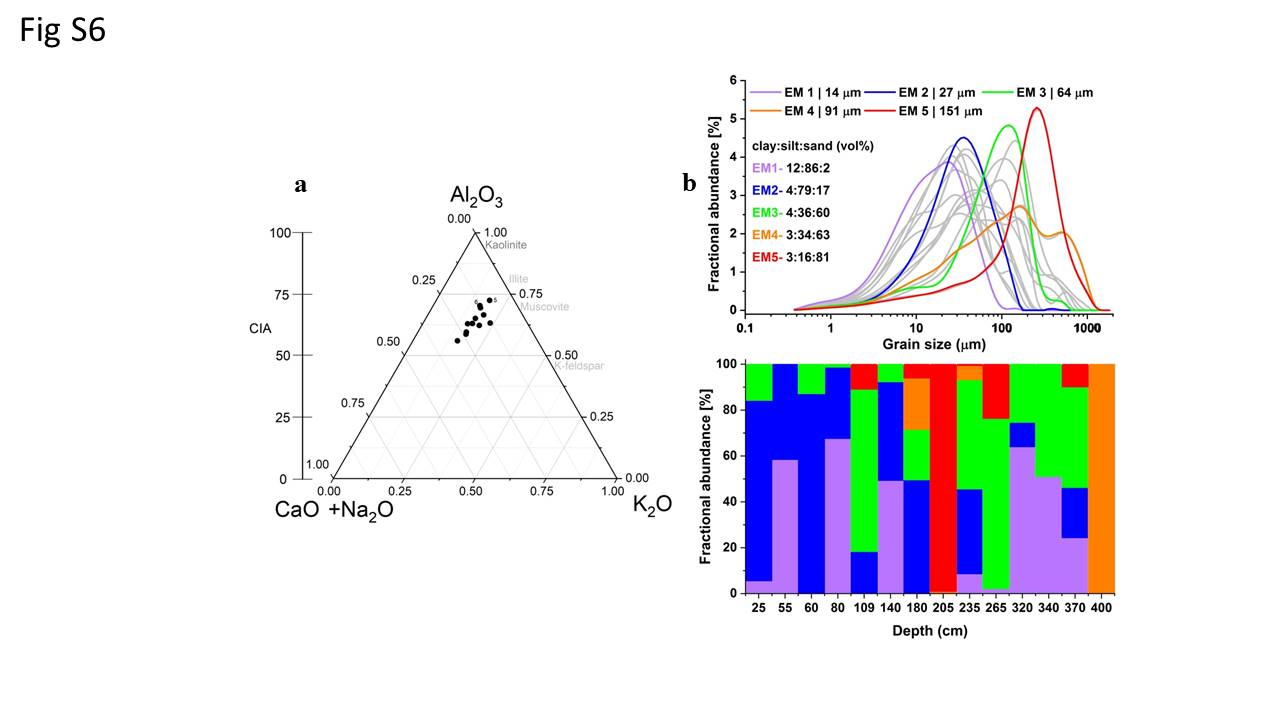 Fig S6
a
Al₂O₃
0.00
100
1.00
Kaolinite
Illite
0.25
75
0.75
Muscovite
6
5
CIA
0.50
50
0.50
K-feldspar
0.75
25
0.25
1.00
0
0.00
0.00 0.25 0.50 0.75 1.00
CaO +Na₂O
K₂O
b
Fractional abundance [%]
6
5
4
3
2
1
0
EM 1 | 14 μm EM 2 | 27 μm EM 3 | 64 μm
EM 4 | 91 μm EM 5 | 151 μm
clay:silt:sand (vol%)
EM1- 12:86:2
EM2- 4:79:17
EM3- 4:36:60
EM4- 3:34:63
EM5- 3:16:81
0.1 1 10 100 1000
Grain size (μm)
Fractional abundance [%]
100
80
60
40
20
0
25 55 60 80 109 140 180 205 235 265 320 340 370 400
Depth (cm)